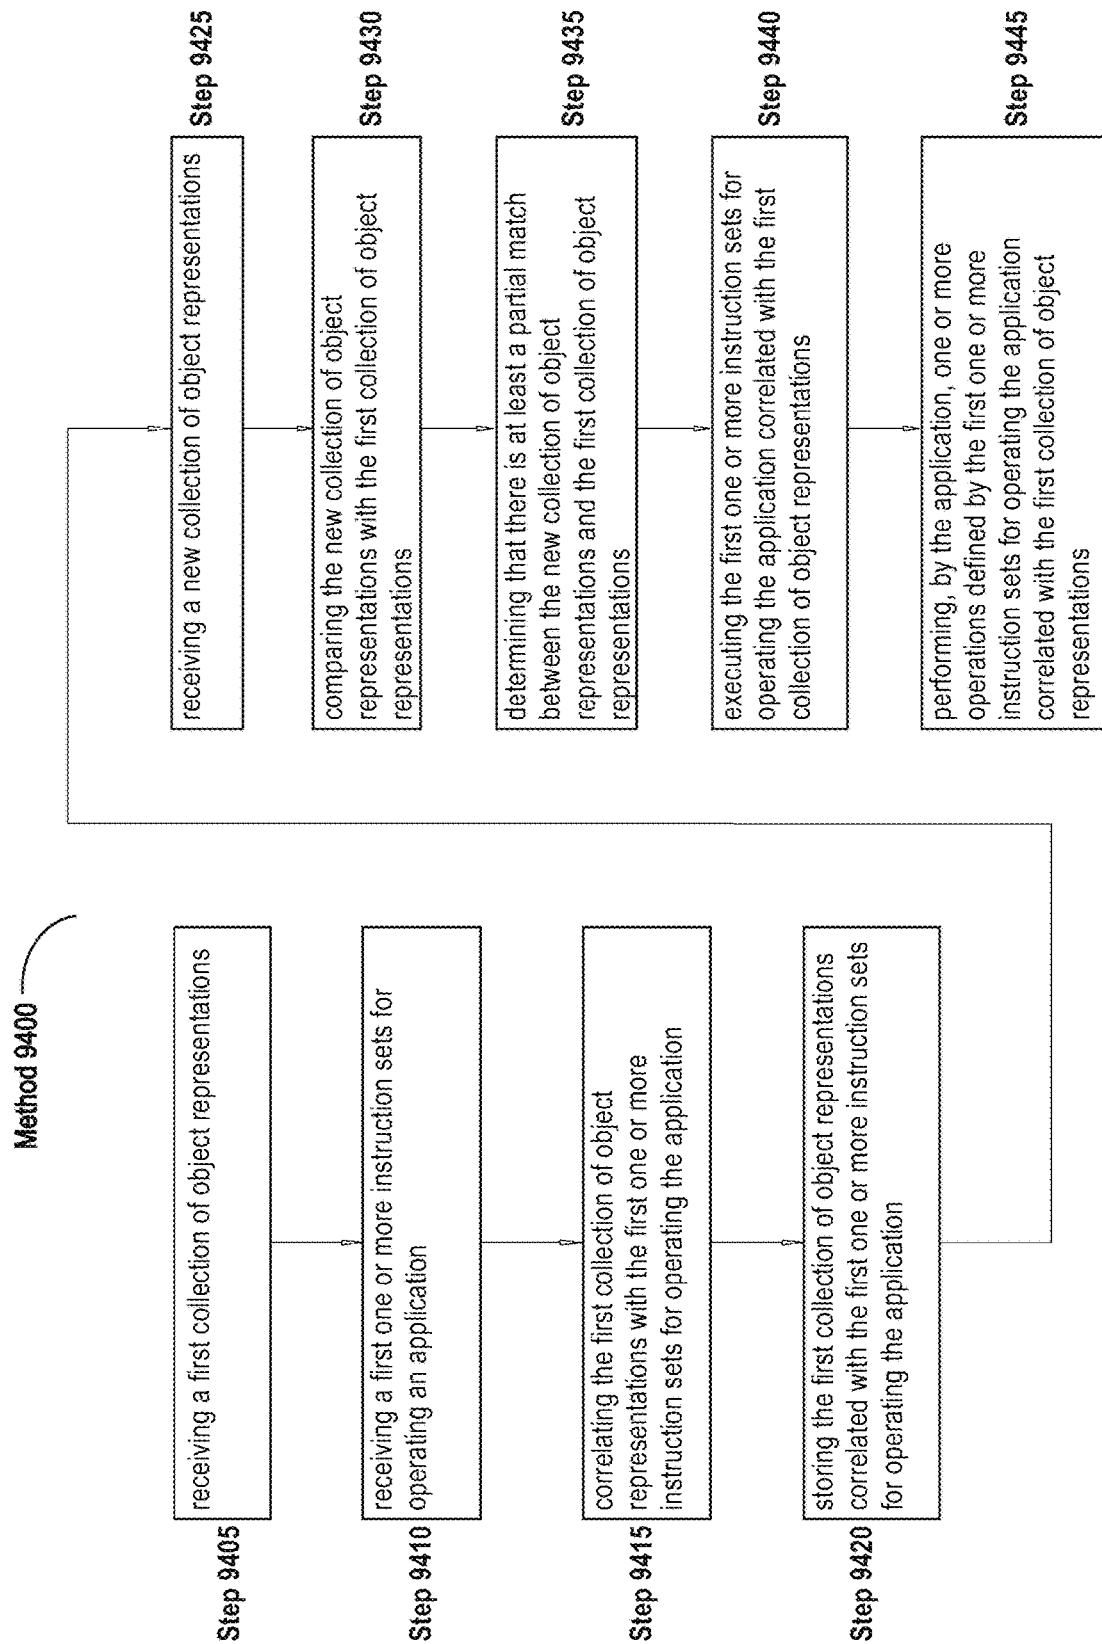 Method 9400
Step 9405
receiving a first collection of object representations
Step 9410
receiving a first one or more instruction sets for
operating an application
Step 9415
correlating the first collection of object
representations with the first one or more
instruction sets for operating the application
Step 9420
storing the first collection of object representations
correlated with the first one or more instruction sets
for operating the application
receiving a new collection of object representations
Step 9425
comparing the new collection of object
representations with the first collection of object
representations
Step 9430
determining that there is at least a partial match
between the new collection of object
representations and the first collection of object
representations
Step 9435
executing the first one or more instruction sets for
operating the application correlated with the first
collection of object representations
Step 9440
performing, by the application, one or more
operations defined by the first one or more
instruction sets for operating the application
correlated with the first collection of object
representations
Step 9445